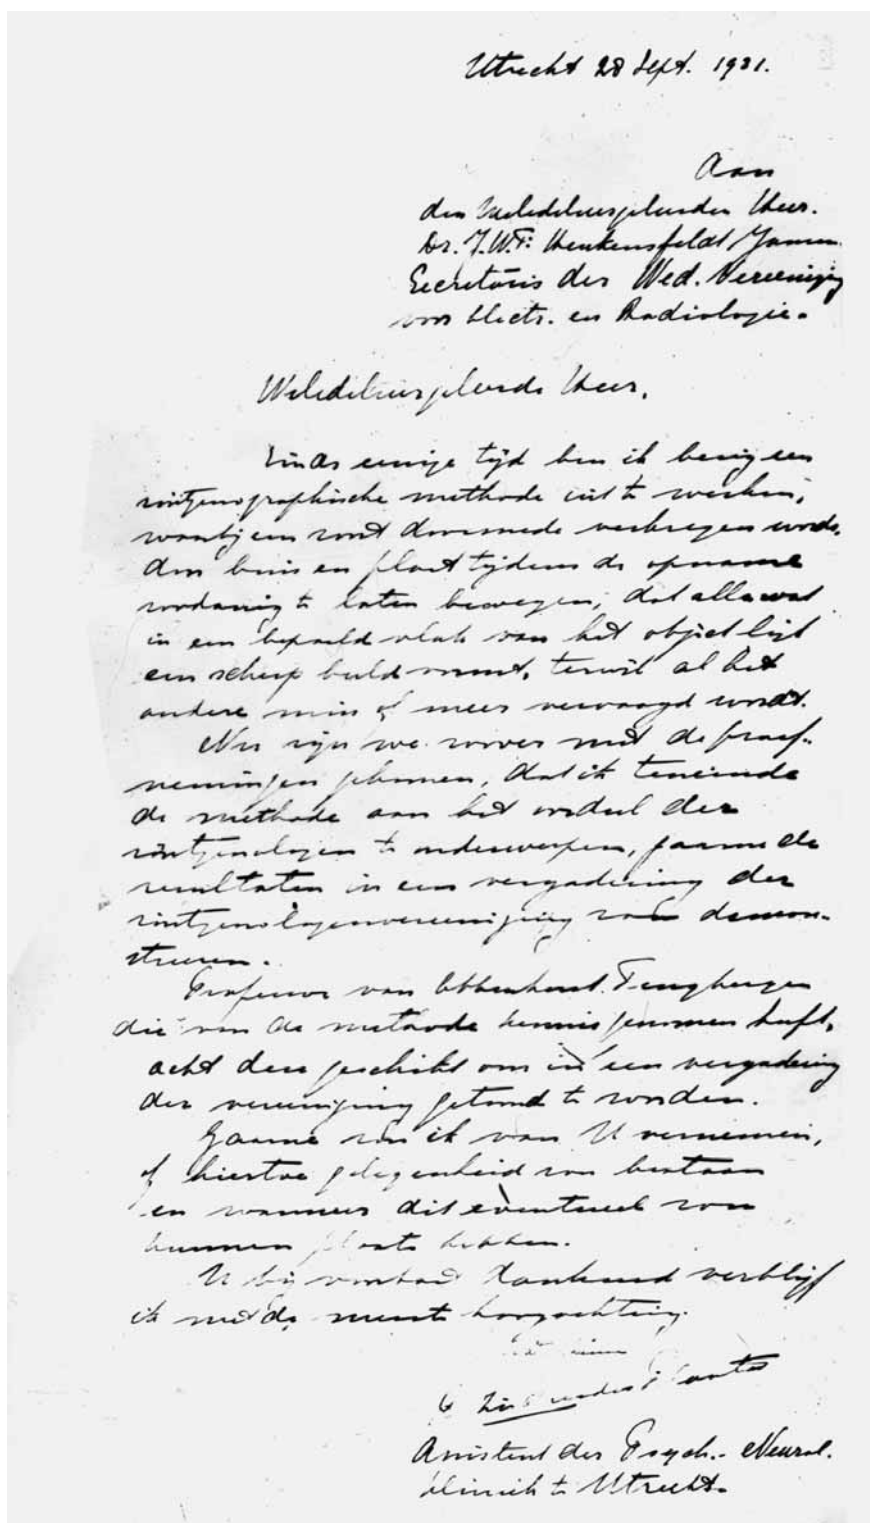 Utrecht 28 Sept. 1931.
Aan
den Weledelzeergeleerden Heer.
Dr. J.W.F. Heukensfeldt Jansen
Secretaris der Ned. Vereeniging
voor Electr. en Radiologie.
Weledelzeergeleerde Heer,
Sinds eenige tijd ben ik bezig een
röntgenographische methode uit te werken,
waarbij een
den buis en plaat tijdens de opname
zoodanig te laten bewegen, dat alles wat
in een bepaald vlak van het object ligt
een scherp beeld vormt, terwijl al het
andere min of meer vervaagd wordt.
Nu zijn we zoover met de proef-
nemingen gekomen, dat ik teneinde
de methode aan het oordeel der
röntgenologen te onderwerpen, gaarne de
resultaten in een vergadering der
röntgenologenvereeniging zou demon-
streeren.
Professor van Ebbenhorst Tengbergen
die van de methode kennis genomen heeft,
acht deze geschikt om in een vergadering
der vereeniging getoond te worden.
Gaarne zou ik van U vernemen,
of hiertoe gelegenheid zou bestaan
en wanneer dit eventueel zou
kunnen plaats hebben.
U bij voorbaat dankend verblijf
ik met de meeste hoogachting.
Ziedses des Plantes
Assistent der Psych.- Neurol.
kliniek te Utrecht.